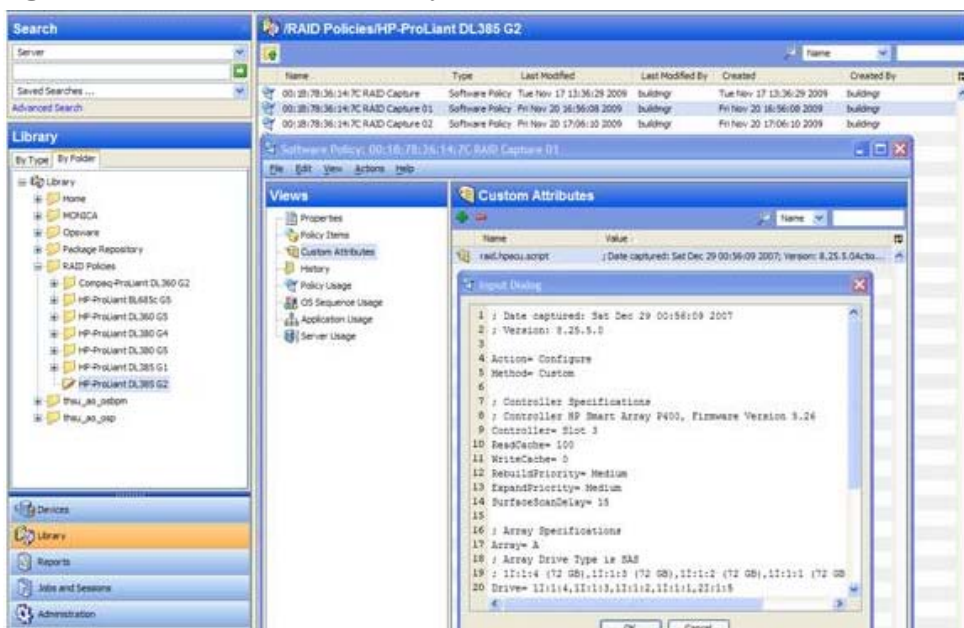 Search
Server
Saved Searches ...
Advanced Search
Library
By Type By Folder
Library
Home
MONICA
Opsware
Package Repository
RAID Policies
Compaq-ProLiant DL360 G2
HP-ProLiant BL685c G5
HP-ProLiant DL360 G5
HP-ProLiant DL380 G4
HP-ProLiant DL380 G5
HP-ProLiant DL385 G1
HP-ProLiant DL385 G2
thsu_ao_osbpm
thsu_ao_osp
Devices
Library
Reports
Jobs and Sessions
Administration
/RAID Policies/HP-ProLiant DL385 G2
Name
Name Type Last Modified Last Modified By Created Created By
00:1B:78:36:14:7C RAID Capture Software Policy Tue Nov 17 13:36:29 2009 buildmgr Tue Nov 17 13:36:29 2009 buildmgr
00:1B:78:36:14:7C RAID Capture 01 Software Policy Fri Nov 20 16:56:08 2009 buildmgr Fri Nov 20 16:56:08 2009 buildmgr
00:1B:78:36:14:7C RAID Capture 02 Software Policy Fri Nov 20 17:06:10 2009 buildmgr Fri Nov 20 17:06:10 2009 buildmgr
Software Policy: 00:1B:78:36:14:7C RAID Capture 01
File Edit View Actions Help
Views
Properties
Policy Items
Custom Attributes
History
Policy Usage
OS Sequence Usage
Application Usage
Server Usage
Custom Attributes
Name
Name Value
raid.hpacu.script ; Date captured: Sat Dec 29 00:56:09 2007; Version: 8.25.5.0Actio...
Input Dialog
1 ; Date captured: Sat Dec 29 00:56:09 2007
2 ; Version: 8.25.5.0
3
4 Action= Configure
5 Method= Custom
6
7 ; Controller Specifications
8 ; Controller HP Smart Array P400, Firmware Version 5.26
9 Controller= Slot 3
10 ReadCache= 100
11 WriteCache= 0
12 RebuildPriority= Medium
13 ExpandPriority= Medium
14 SurfaceScanDelay= 15
15
16 ; Array Specifications
17 Array= A
18 ; Array Drive Type is SAS
19 ; 1I:1:4 (72 GB),1I:1:3 (72 GB),1I:1:2 (72 GB),1I:1:1 (72 GB
20 Drive= 1I:1:4,1I:1:3,1I:1:2,1I:1:1,2I:1:5
OK Cancel